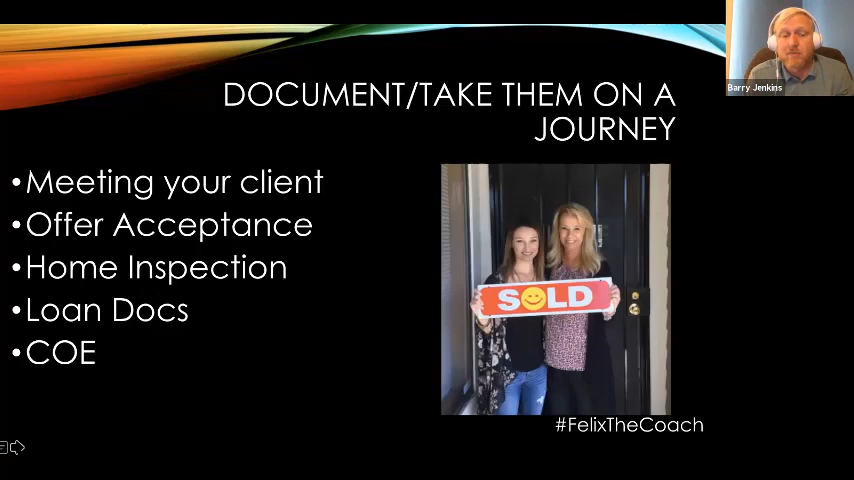 Barry Jenkins
DOCUMENT/TAKE THEM ON A
JOURNEY
•Meeting your client
•Offer Acceptance
•Home Inspection
•Loan Docs
•COE
SOLD
#FelixTheCoach